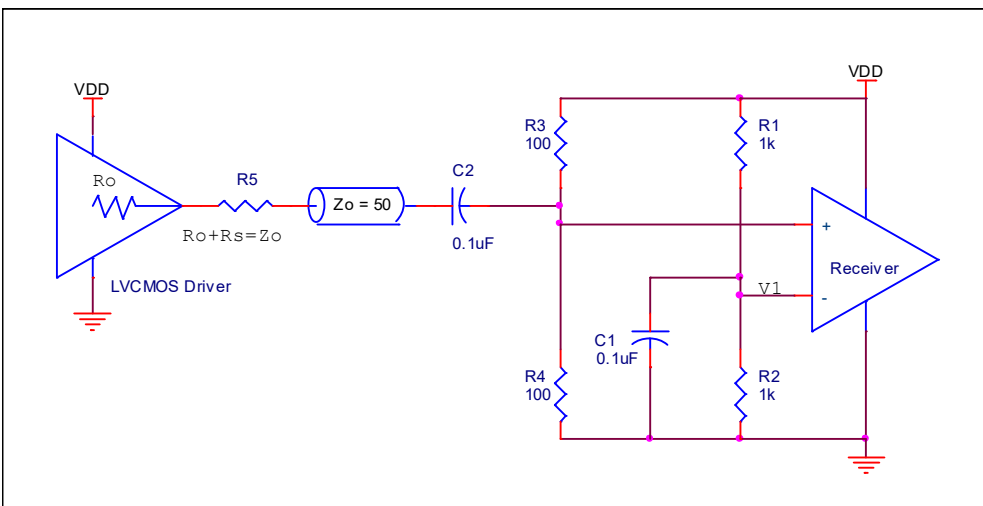 VDD
VDD
R3
100
R1
1k
Ro
R5
C2
Zo = 50
+
Ro+Rs=Zo
0.1uF
Receiver
LVCMOS Driver
V1
-
C1
0.1uF
R4
100
R2
1k